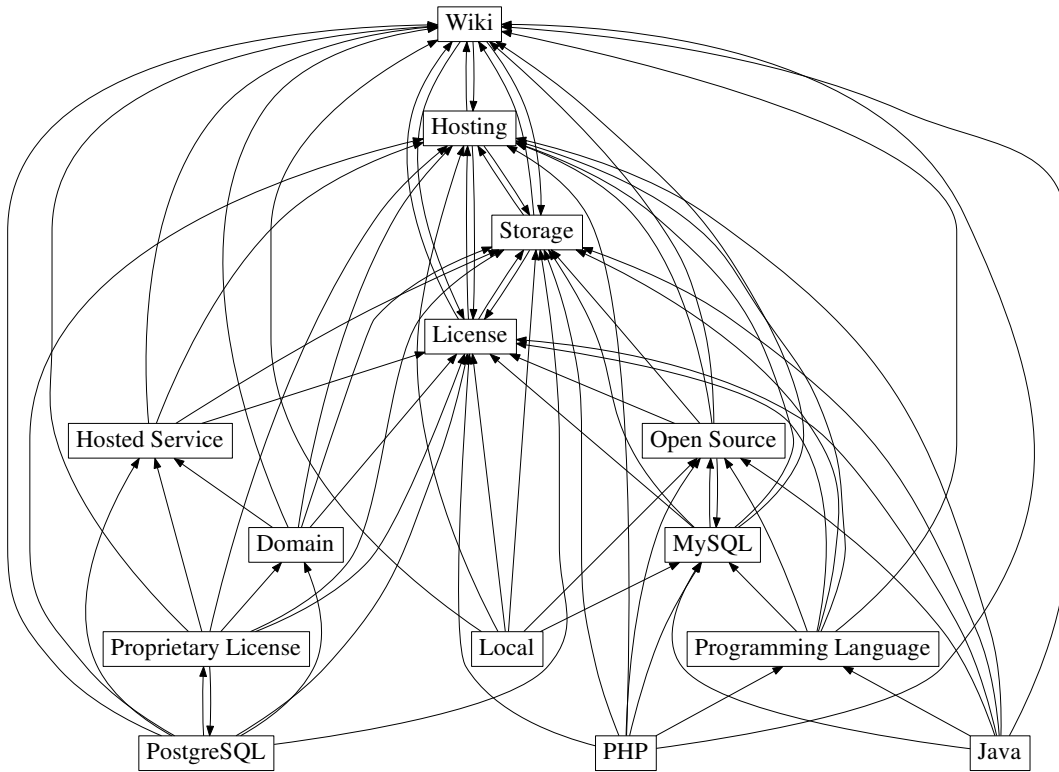 Wiki
Hosting
Storage
License
Hosted Service
Open Source
Domain
MySQL
Proprietary License
Local
Programming Language
PostgreSQL
PHP
Java